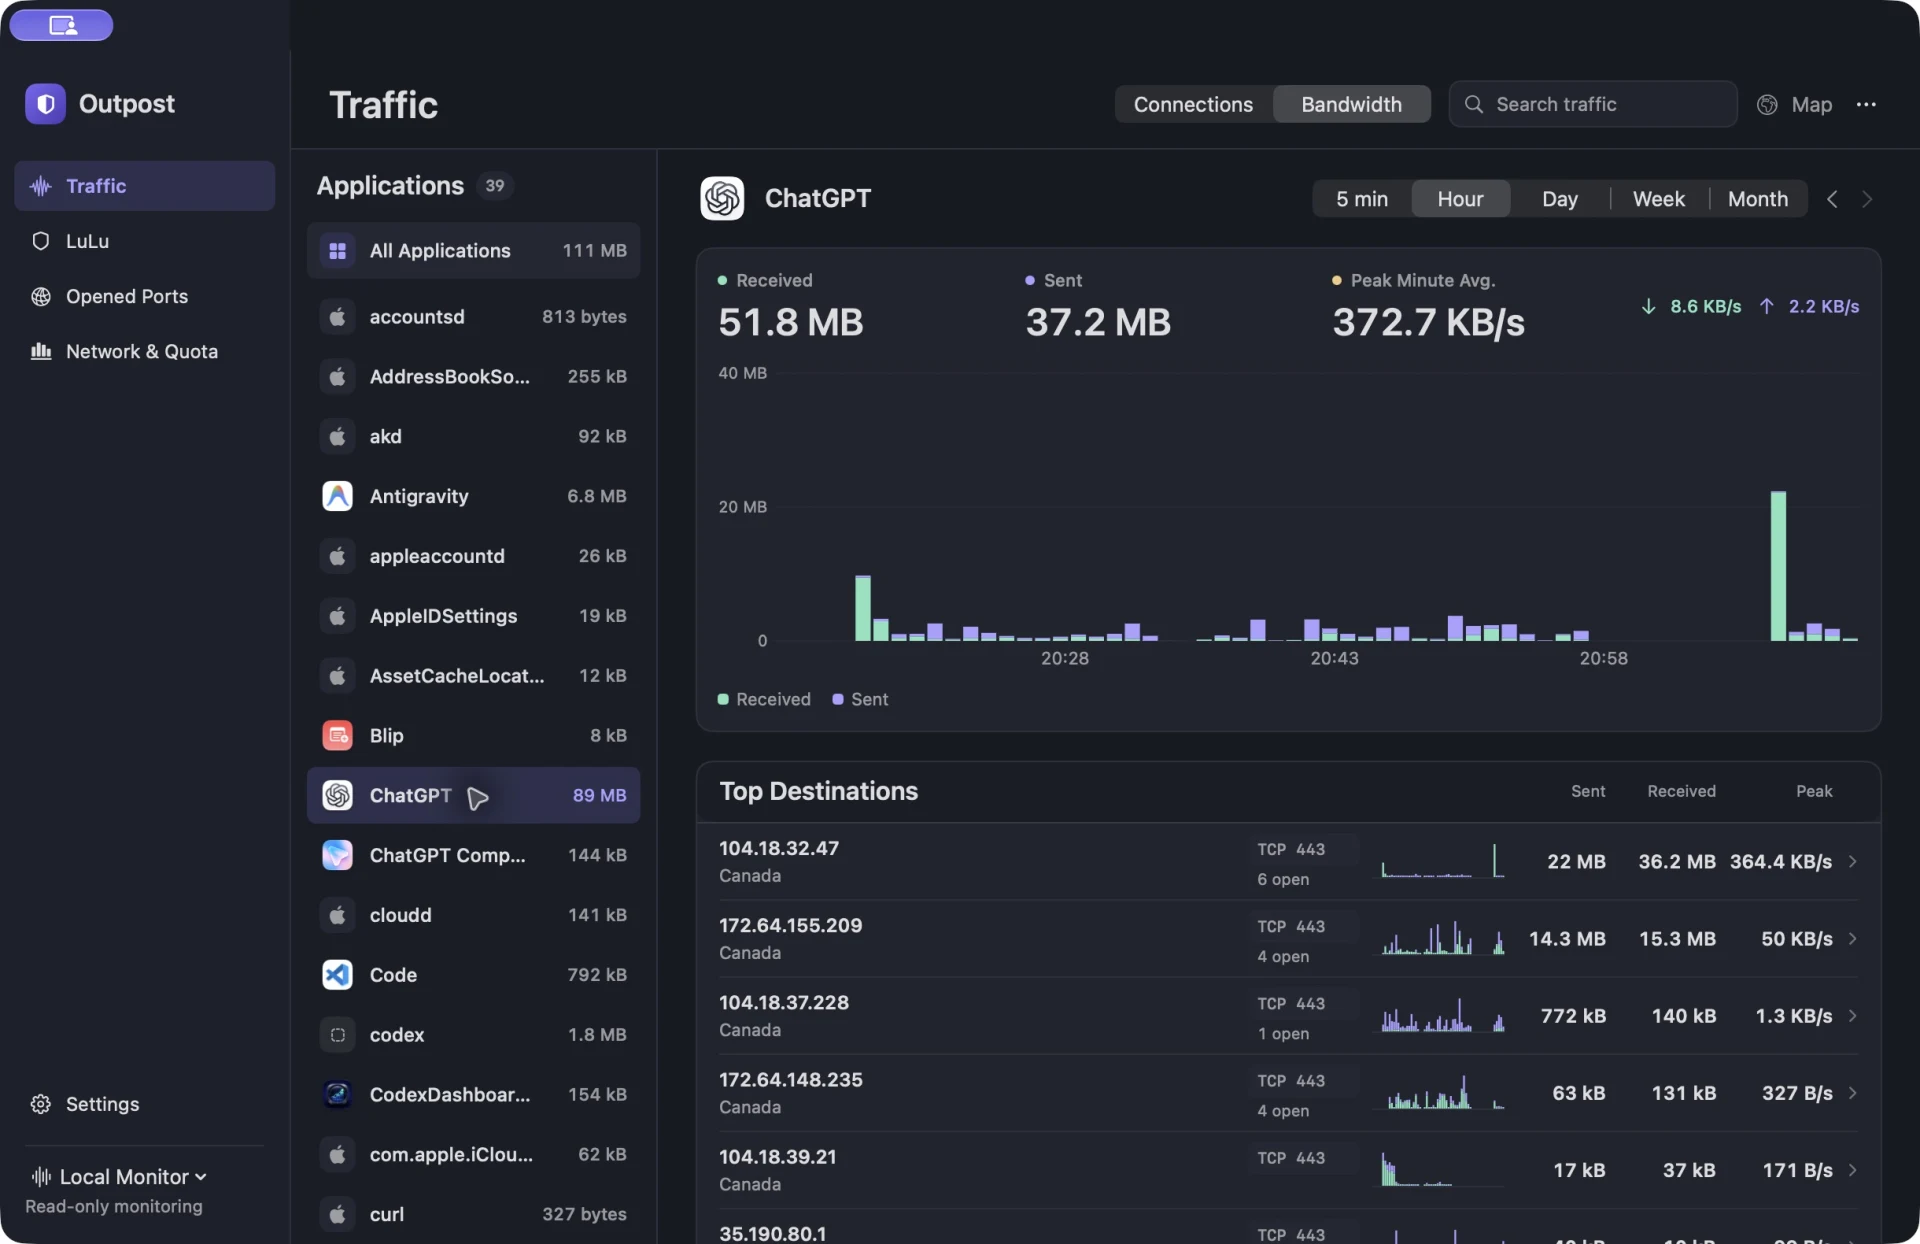 Outpost
Traffic
LuLu
Opened Ports
Network & Quota
Settings
Local Monitor
Read-only monitoring
Traffic
Connections
Bandwidth
Search traffic
Map
Applications 39
All Applications 111 MB
accountsd 813 bytes
AddressBookSo... 255 kB
akd 92 kB
Antigravity 6.8 MB
appleaccountd 26 kB
AppleIDSettings 19 kB
AssetCacheLocat... 12 kB
Blip 8 kB
ChatGPT 89 MB
ChatGPT Comp... 144 kB
cloudd 141 kB
Code 792 kB
codex 1.8 MB
CodexDashboar... 154 kB
com.apple.iClou... 62 kB
curl 327 bytes
ChatGPT
5 min Hour Day Week Month
Received Sent Peak Minute Avg.
51.8 MB 37.2 MB 372.7 KB/s
8.6 KB/s 2.2 KB/s
40 MB
20 MB
0
20:28 20:43 20:58
Received Sent
Top Destinations Sent Received Peak
104.18.32.47 TCP 443 22 MB 36.2 MB 364.4 KB/s
Canada 6 open
172.64.155.209 TCP 443 14.3 MB 15.3 MB 50 KB/s
Canada 4 open
104.18.37.228 TCP 443 772 kB 140 kB 1.3 KB/s
Canada 1 open
172.64.148.235 TCP 443 63 kB 131 kB 327 B/s
Canada 4 open
104.18.39.21 TCP 443 17 kB 37 kB 171 B/s
Canada
35.190.80.1 TCP 443